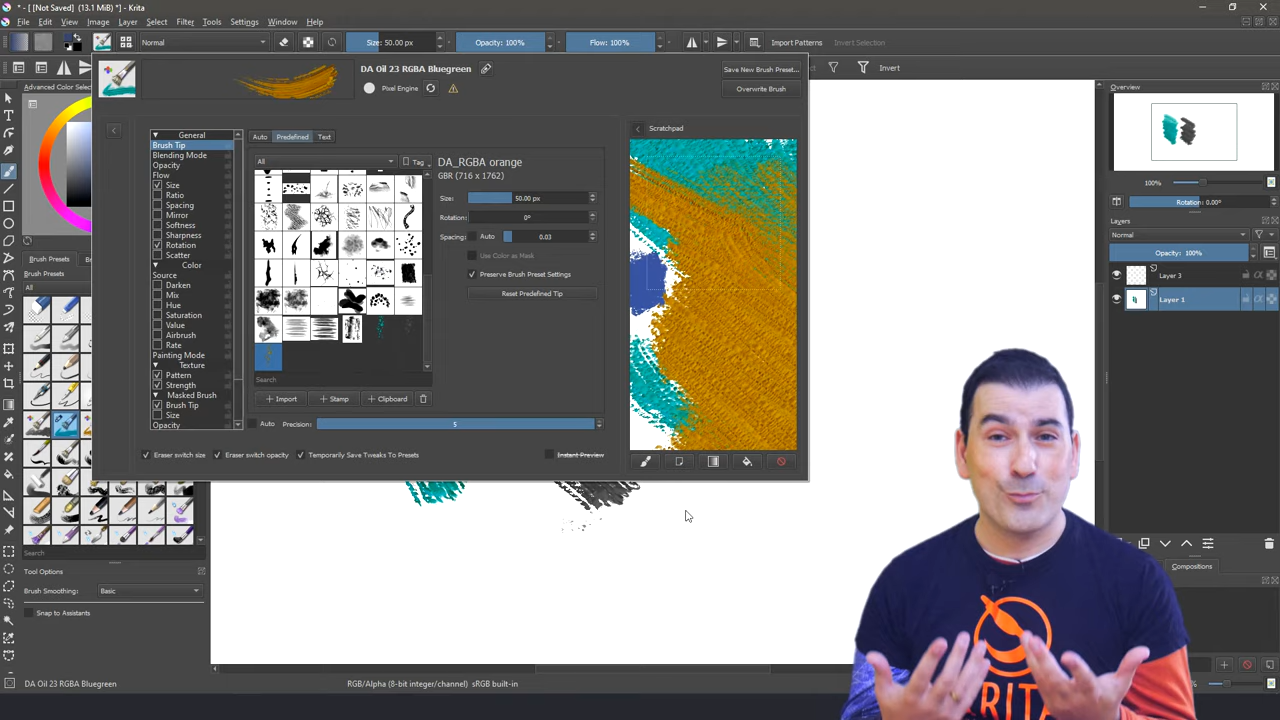 * - [ [Not Saved] (13.1 MiB) *] - Krita
File Edit View Image Layer Select Filter Tools Settings Window Help
Normal
Size: 50.00 px
Opacity: 100%
Flow: 100%
Import Patterns
Invert Selection
Invert
DA Oil 23 RGBA Bluegreen
Pixel Engine
Save New Brush Preset...
Overwrite Brush
Advanced Color Selec
General
Brush Tip
Blending Mode
Opacity
Flow
Size
Ratio
Spacing
Mirror
Softness
Sharpness
Rotation
Scatter
Color
Source
Darken
Mix
Hue
Saturation
Value
Airbrush
Rate
Painting Mode
Texture
Pattern
Strength
Masked Brush
Brush Tip
Size
Opacity
Auto Predefined Text
All
Tag
DA_RGBA orange
GBR (716 x 1762)
Size: 50.00 px
Rotation: 0°
Spacing: Auto 0.03
Use Color as Mask
Preserve Brush Preset Settings
Reset Predefined Tip
Search
Import
Stamp
Clipboard
Auto Precision: 5
Eraser switch size
Eraser switch opacity
Temporarily Save Tweaks To Presets
Instant Preview
Scratchpad
Brush Presets
Brush Presets
All
Search
Tool Options
Brush Smoothing: Basic
Snap to Assistants
DA Oil 23 RGBA Bluegreen
RGB/Alpha (8-bit integer/channel) sRGB built-in
Overview
100%
Rotation: 0.00°
Layers
Normal
Opacity: 100%
Layer 3
Layer 1
Compositions